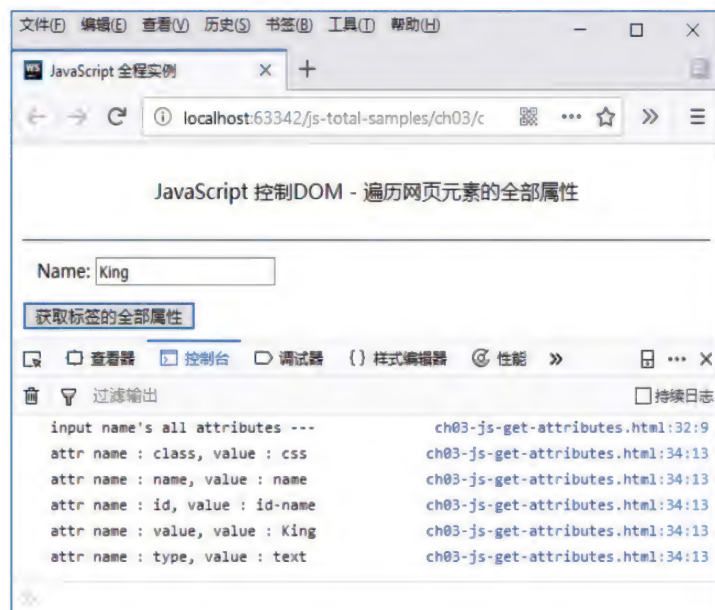 文件(F) 编辑(E) 查看(V) 历史(S) 书签(B) 工具(T) 帮助(H)
WS JavaScript 全程实例
localhost:63342/js-total-samples/ch03/c
JavaScript 控制DOM - 遍历网页元素的全部属性
Name: King
获取标签的全部属性
查看器 控制台 调试器 {} 样式编辑器 性能
过滤输出 持续日志
input name's all attributes --- ch03-js-get-attributes.html:32:9
attr name : class, value : css ch03-js-get-attributes.html:34:13
attr name : name, value : name ch03-js-get-attributes.html:34:13
attr name : id, value : id-name ch03-js-get-attributes.html:34:13
attr name : value, value : King ch03-js-get-attributes.html:34:13
attr name : type, value : text ch03-js-get-attributes.html:34:13